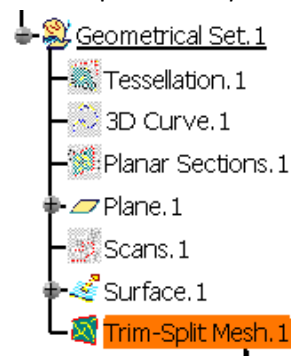 Geometrical Set.1
Tessellation.1
3D Curve.1
Planar Sections.1
Plane.1
Scans.1
Surface.1
Trim-Split Mesh.1